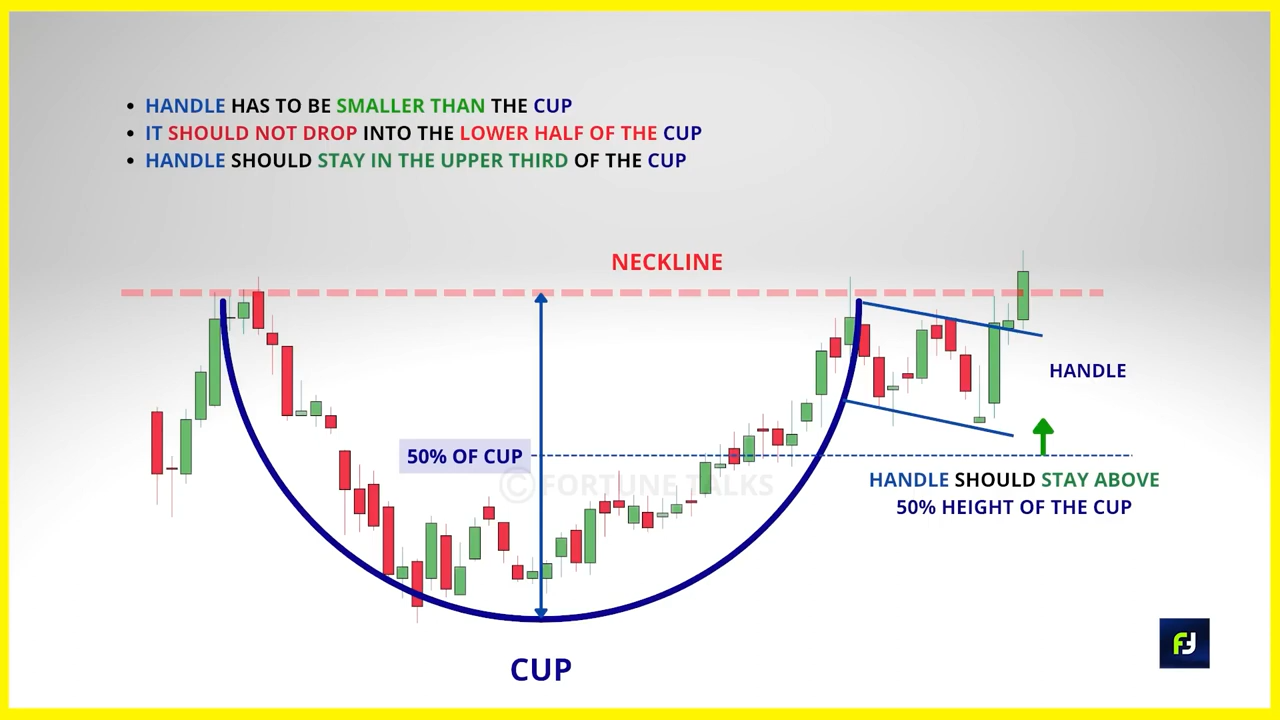 HANDLE HAS TO BE SMALLER THAN THE CUP
IT SHOULD NOT DROP INTO THE LOWER HALF OF THE CUP
HANDLE SHOULD STAY IN THE UPPER THIRD OF THE CUP
NECKLINE
HANDLE
50% OF CUP
© FORTUNE TALKS
HANDLE SHOULD STAY ABOVE
50% HEIGHT OF THE CUP
CUP